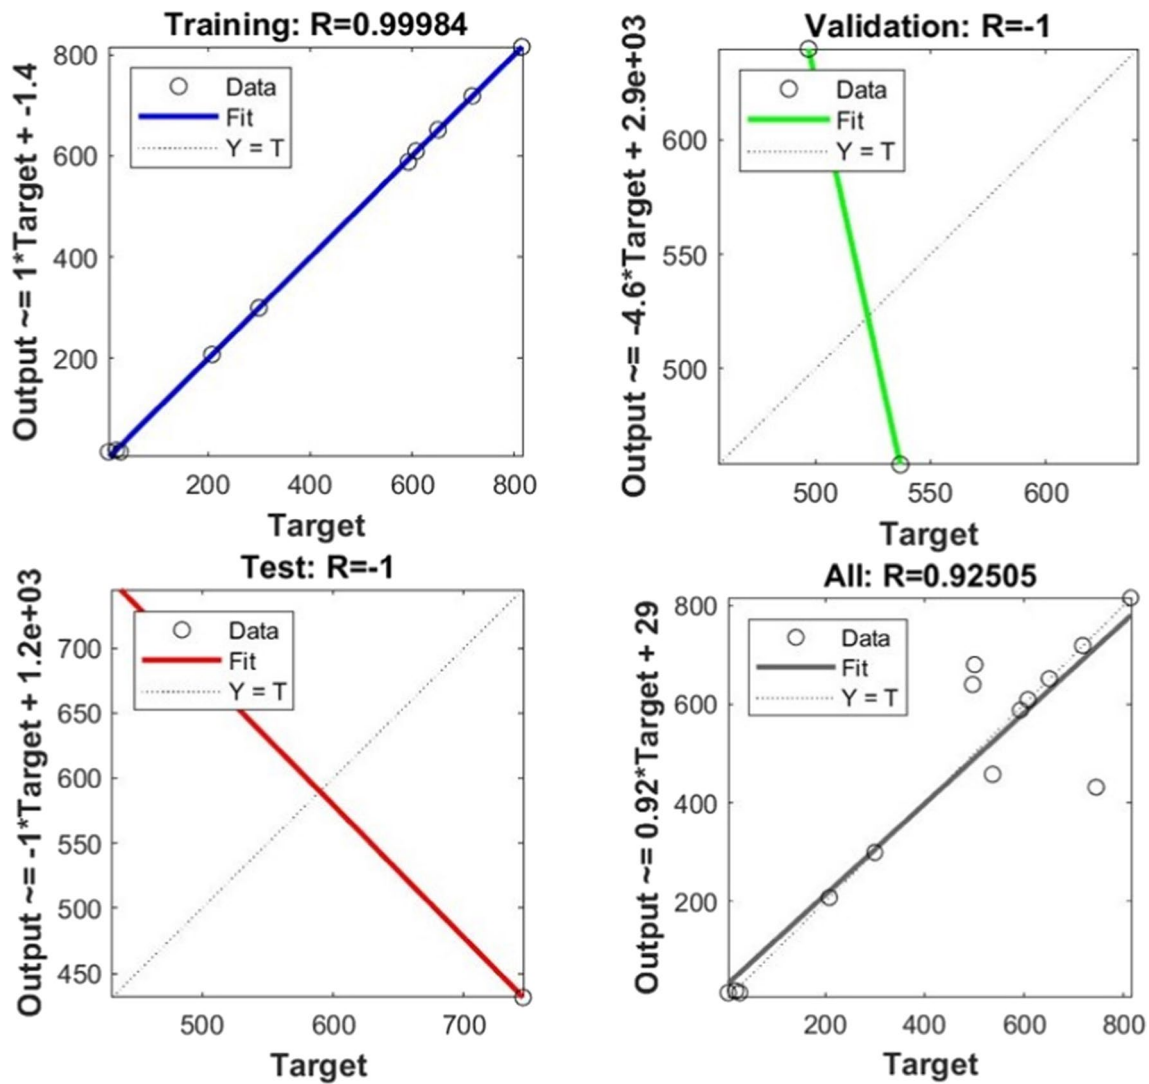 Training: R=0.99984
Output ~= 1*Target + -1.4
800
600
400
200
Data
Fit
Y = T
200 400 600 800
Target
Validation: R=-1
Output ~= -4.6*Target + 2.9e+03
600
550
500
Data
Fit
Y = T
500 550 600
Target
Test: R=-1
Output ~= -1*Target + 1.2e+03
700
650
600
550
500
450
Data
Fit
Y = T
500 600 700
Target
All: R=0.92505
Output ~= 0.92*Target + 29
800
600
400
200
Data
Fit
Y = T
200 400 600 800
Target